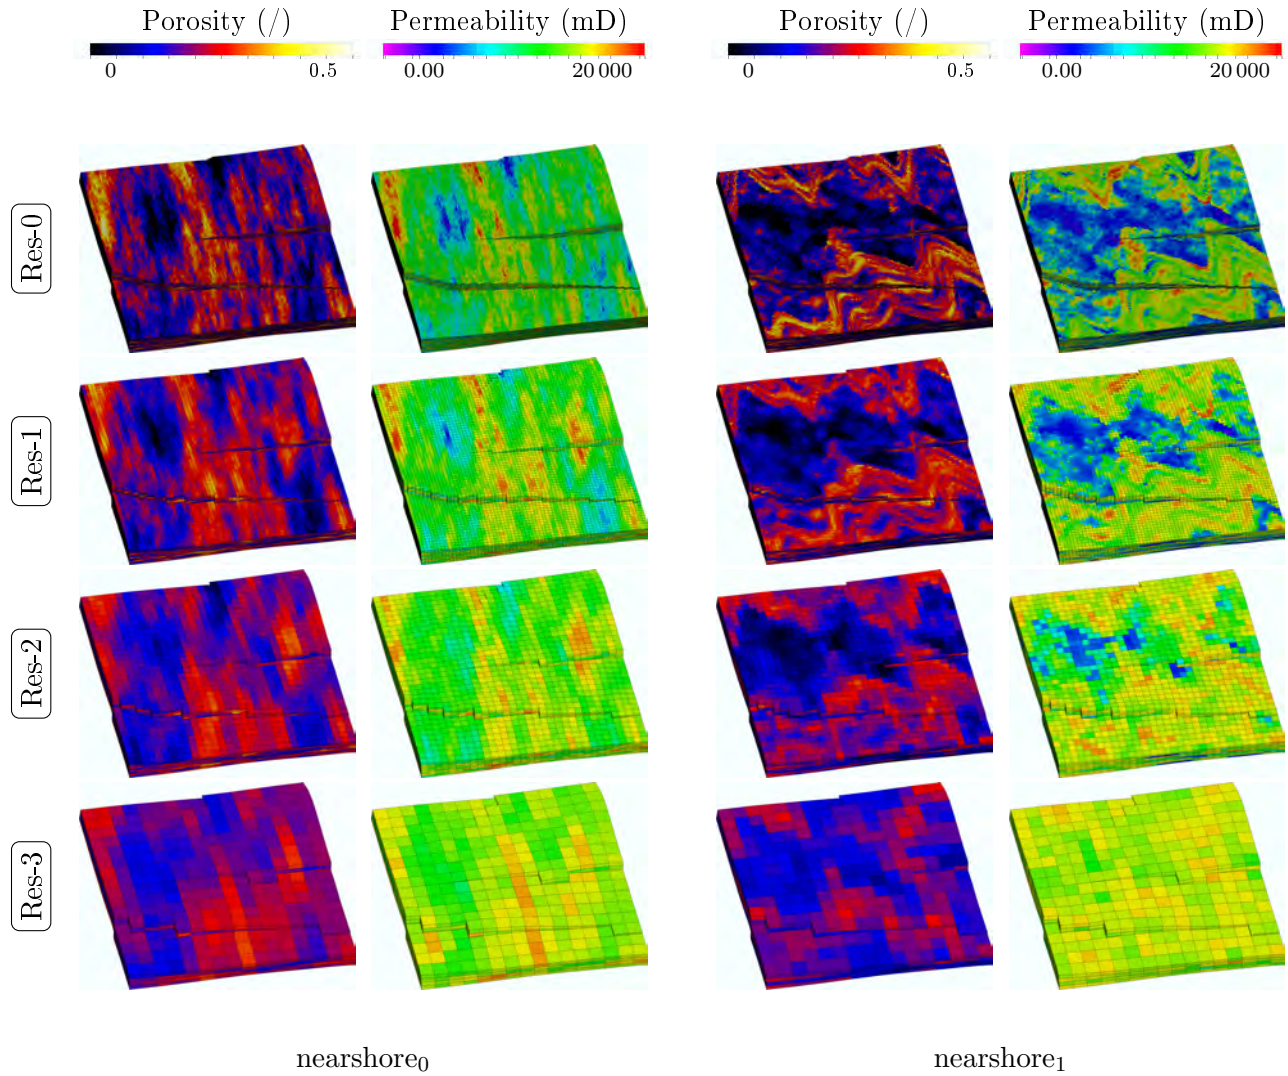 Porosity (/) Permeability (mD) Porosity (/) Permeability (mD)
0 0.5 0.00 20 000 0 0.5 0.00 20 000
Res-0
Res-1
Res-2
Res-3
nearshore₀ nearshore₁